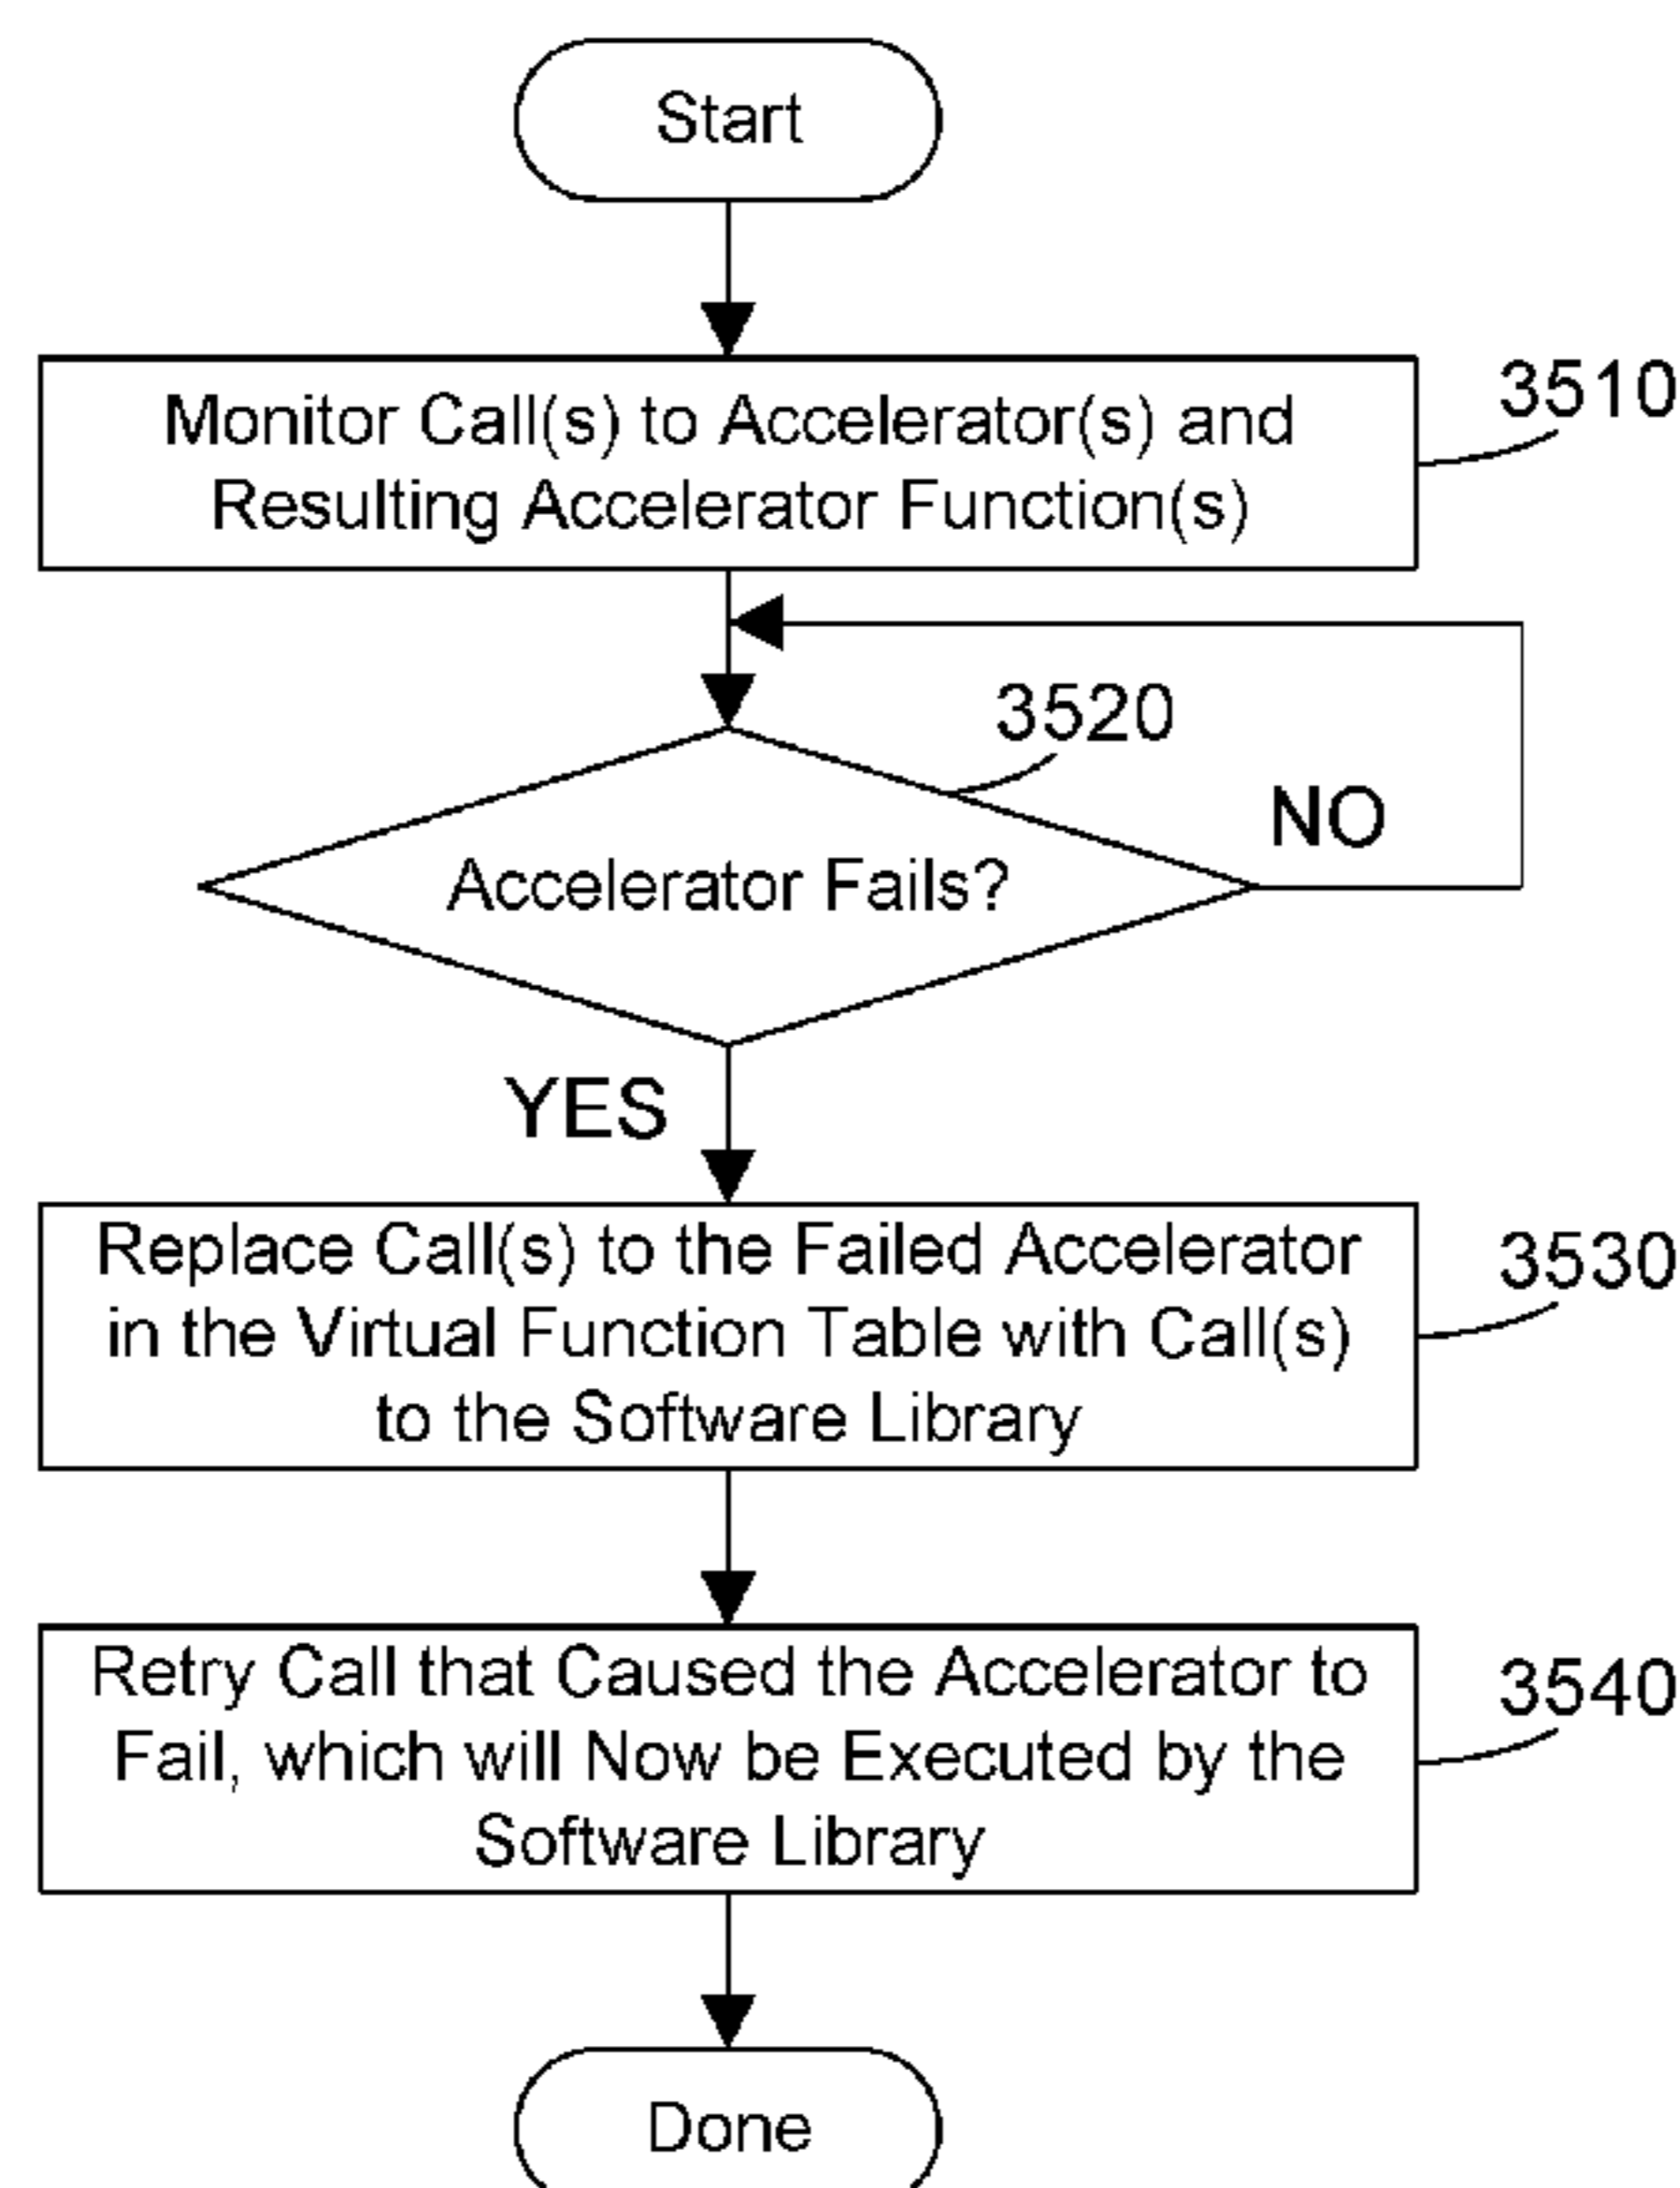 Start
Monitor Call(s) to Accelerator(s) and
Resulting Accelerator Function(s)
3510
3520
Accelerator Fails?
NO
YES
Replace Call(s) to the Failed Accelerator
in the Virtual Function Table with Call(s)
to the Software Library
3530
Retry Call that Caused the Accelerator to
Fail, which will Now be Executed by the
Software Library
3540
Done